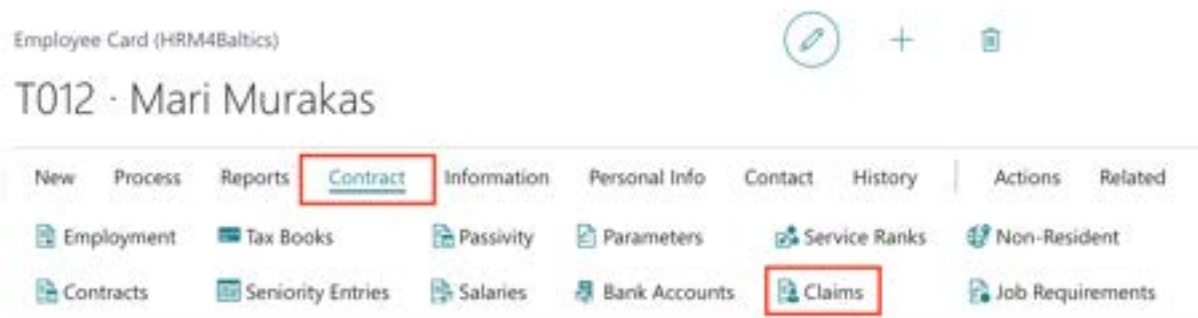 Employee Card (HRM4Baltics)
T012 · Mari Murakas
New Process Reports Contract Information Personal Info Contact History Actions Related
Employment Tax Books Passivity Parameters Service Ranks Non-Resident
Contracts Seniority Entries Salaries Bank Accounts Claims Job Requirements